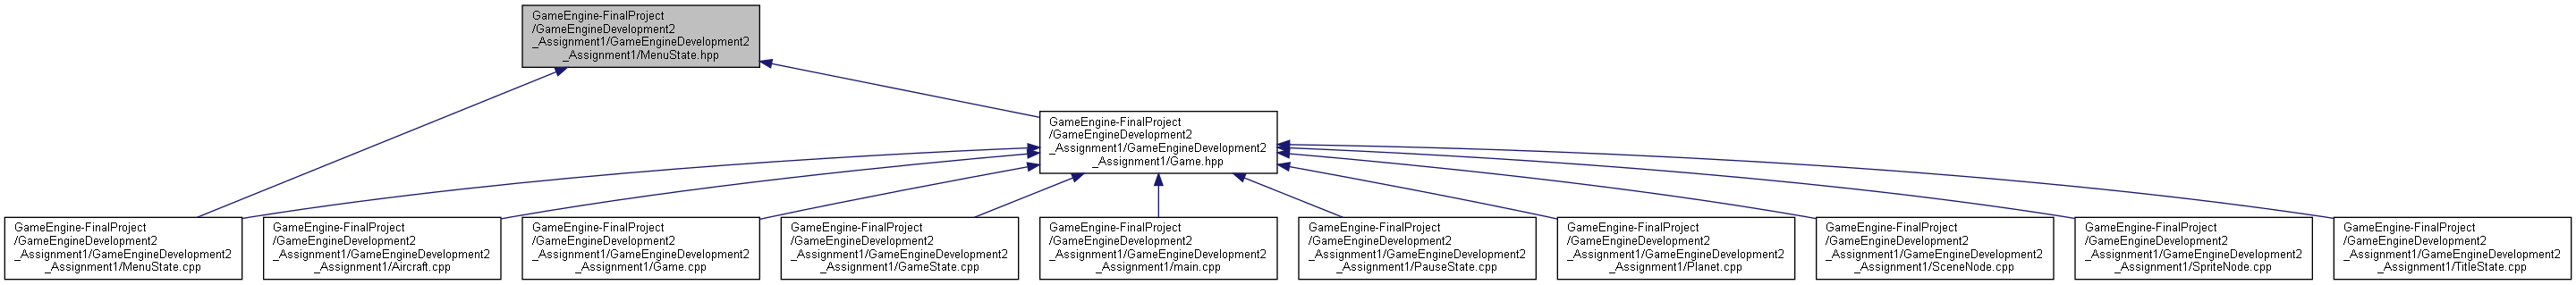 GameEngine-FinalProject
/GameEngineDevelopment2
_Assignment1/GameEngineDevelopment2
_Assignment1/MenuState.hpp
GameEngine-FinalProject
/GameEngineDevelopment2
_Assignment1/GameEngineDevelopment2
_Assignment1/Game.hpp
GameEngine-FinalProject
/GameEngineDevelopment2
_Assignment1/GameEngineDevelopment2
_Assignment1/MenuState.cpp
GameEngine-FinalProject
/GameEngineDevelopment2
_Assignment1/GameEngineDevelopment2
_Assignment1/Aircraft.cpp
GameEngine-FinalProject
/GameEngineDevelopment2
_Assignment1/GameEngineDevelopment2
_Assignment1/Game.cpp
GameEngine-FinalProject
/GameEngineDevelopment2
_Assignment1/GameEngineDevelopment2
_Assignment1/GameState.cpp
GameEngine-FinalProject
/GameEngineDevelopment2
_Assignment1/GameEngineDevelopment2
_Assignment1/main.cpp
GameEngine-FinalProject
/GameEngineDevelopment2
_Assignment1/GameEngineDevelopment2
_Assignment1/PauseState.cpp
GameEngine-FinalProject
/GameEngineDevelopment2
_Assignment1/GameEngineDevelopment2
_Assignment1/Planet.cpp
GameEngine-FinalProject
/GameEngineDevelopment2
_Assignment1/GameEngineDevelopment2
_Assignment1/SceneNode.cpp
GameEngine-FinalProject
/GameEngineDevelopment2
_Assignment1/GameEngineDevelopment2
_Assignment1/SpriteNode.cpp
GameEngine-FinalProject
/GameEngineDevelopment2
_Assignment1/GameEngineDevelopment2
_Assignment1/TitleState.cpp